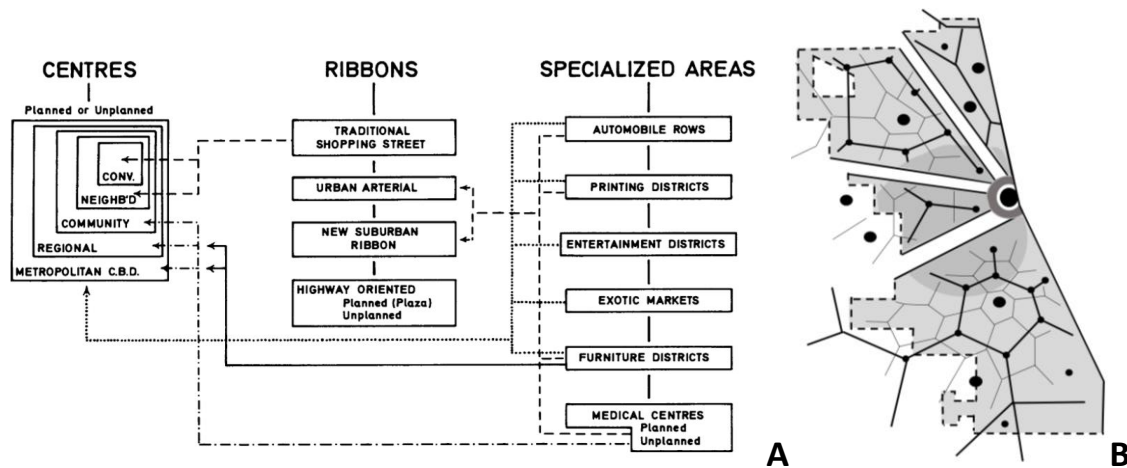 CENTRES
Planned or Unplanned
CONV.
NEIGHB'D
COMMUNITY
REGIONAL
METROPOLITAN C.B.D.
RIBBONS
TRADITIONAL
SHOPPING STREET
URBAN ARTERIAL
NEW SUBURBAN
RIBBON
HIGHWAY ORIENTED
Planned (Plaza)
Unplanned
SPECIALIZED AREAS
AUTOMOBILE ROWS
PRINTING DISTRICTS
ENTERTAINMENT DISTRICTS
EXOTIC MARKETS
FURNITURE DISTRICTS
MEDICAL CENTRES
Planned
Unplanned
A
B